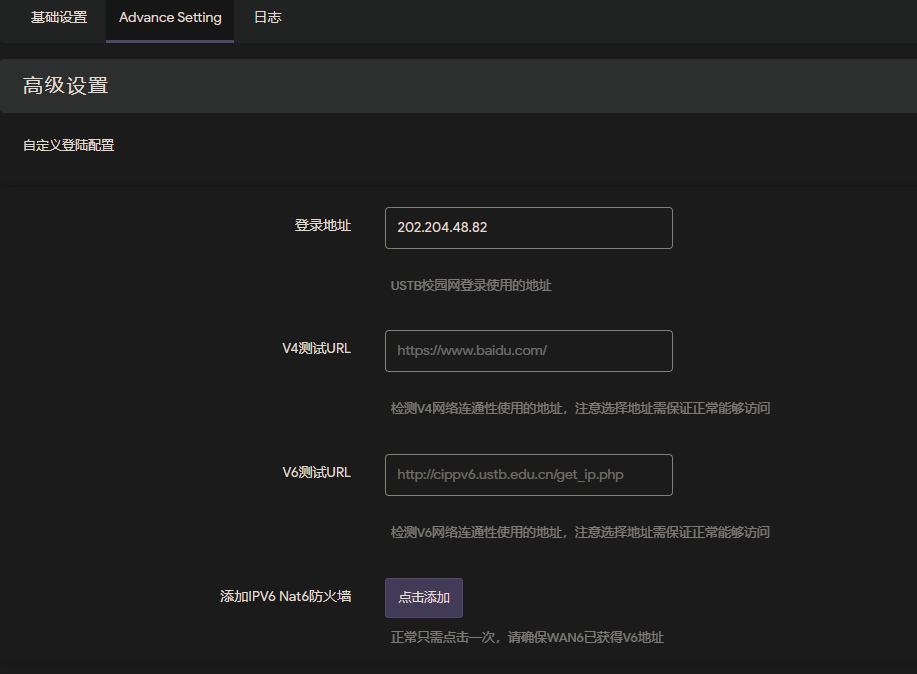 基础设置 Advance Setting 日志
高级设置
自定义登陆配置
登录地址 202.204.48.82
USTB校园网登录使用的地址
V4测试URL https://www.baidu.com/
检测V4网络连通性使用的地址，注意选择地址需保证正常能够访问
V6测试URL http://cippv6.ustb.edu.cn/get_ip.php
检测V6网络连通性使用的地址，注意选择地址需保证正常能够访问
添加IPV6 Nat6防火墙 点击添加
正常只需点击一次，请确保WAN6已获得V6地址